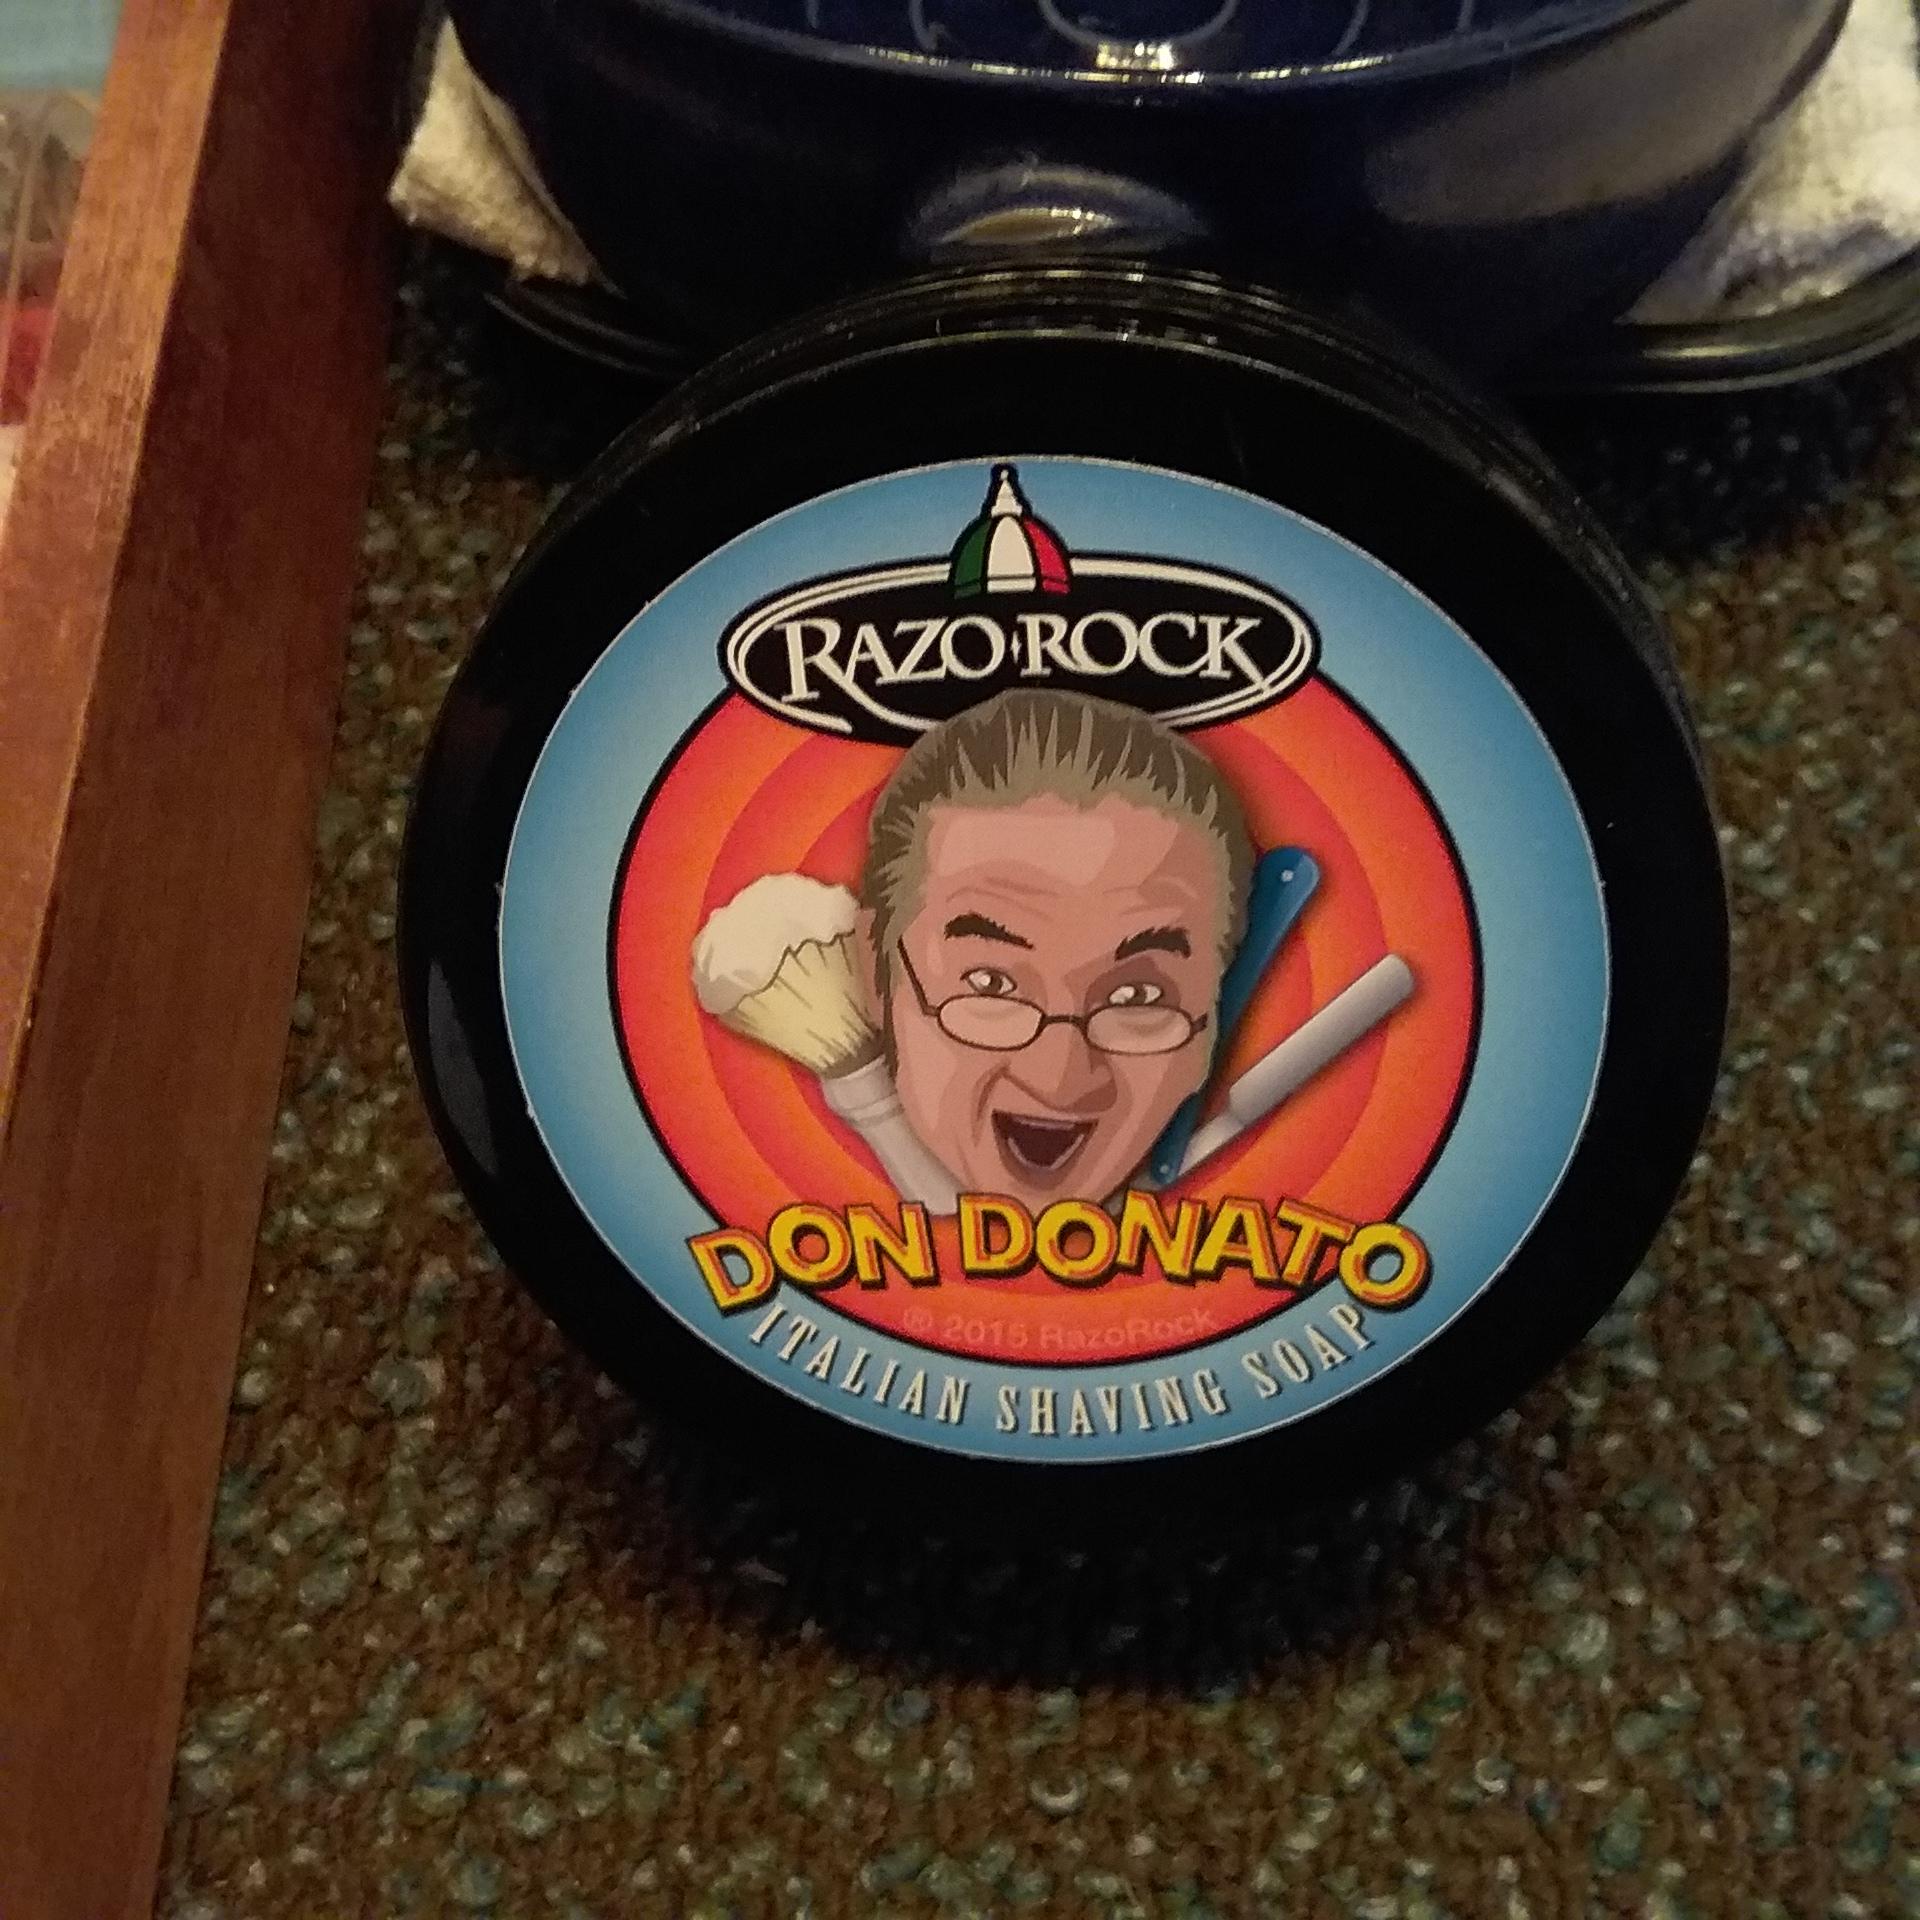 RAZOROCK
DON DONATO
® 2015 RazoRock
ITALIAN SHAVING SOAP